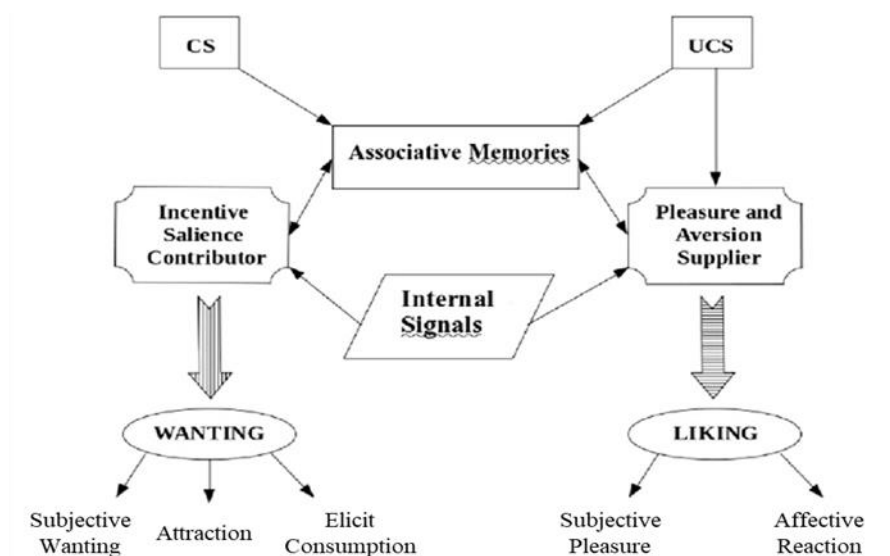 CS
UCS
Associative Memories
Incentive
Salience
Contributor
Pleasure and
Aversion
Supplier
Internal
Signals
WANTING
LIKING
Subjective
Wanting
Attraction
Elicit
Consumption
Subjective
Pleasure
Affective
Reaction